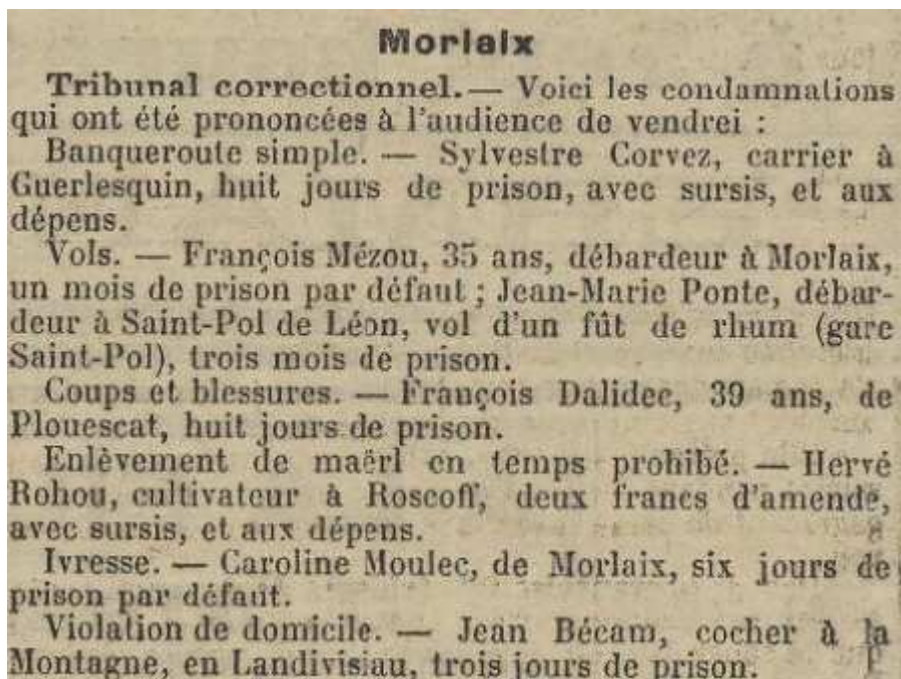 Morlaix
Tribunal correctionnel. — Voici les condamnations
qui ont été prononcées à l'audience de vendrei :
Banqueroute simple. — Sylvestre Corvez, carrier à
Guerlesquin, huit jours de prison, avec sursis, et aux
dépens.
Vols. — François Mézou, 35 ans, débardeur à Morlaix,
un mois de prison par défaut ; Jean-Marie Ponte, débar-
deur à Saint-Pol de Léon, vol d'un fût de rhum (gare
Saint-Pol), trois mois de prison.
Coups et blessures. — François Dalidec, 39 ans, de
Plouescat, huit jours de prison.
Enlèvement de maërl en temps prohibé. — Hervé
Rohou, cultivateur à Roscoff, deux francs d'amende,
avec sursis, et aux dépens.
Ivresse. — Caroline Moulec, de Morlaix, six jours de
prison par défaut.
Violation de domicile. — Jean Bécam, cocher à la
Montagne, en Landivisiau, trois jours de prison.